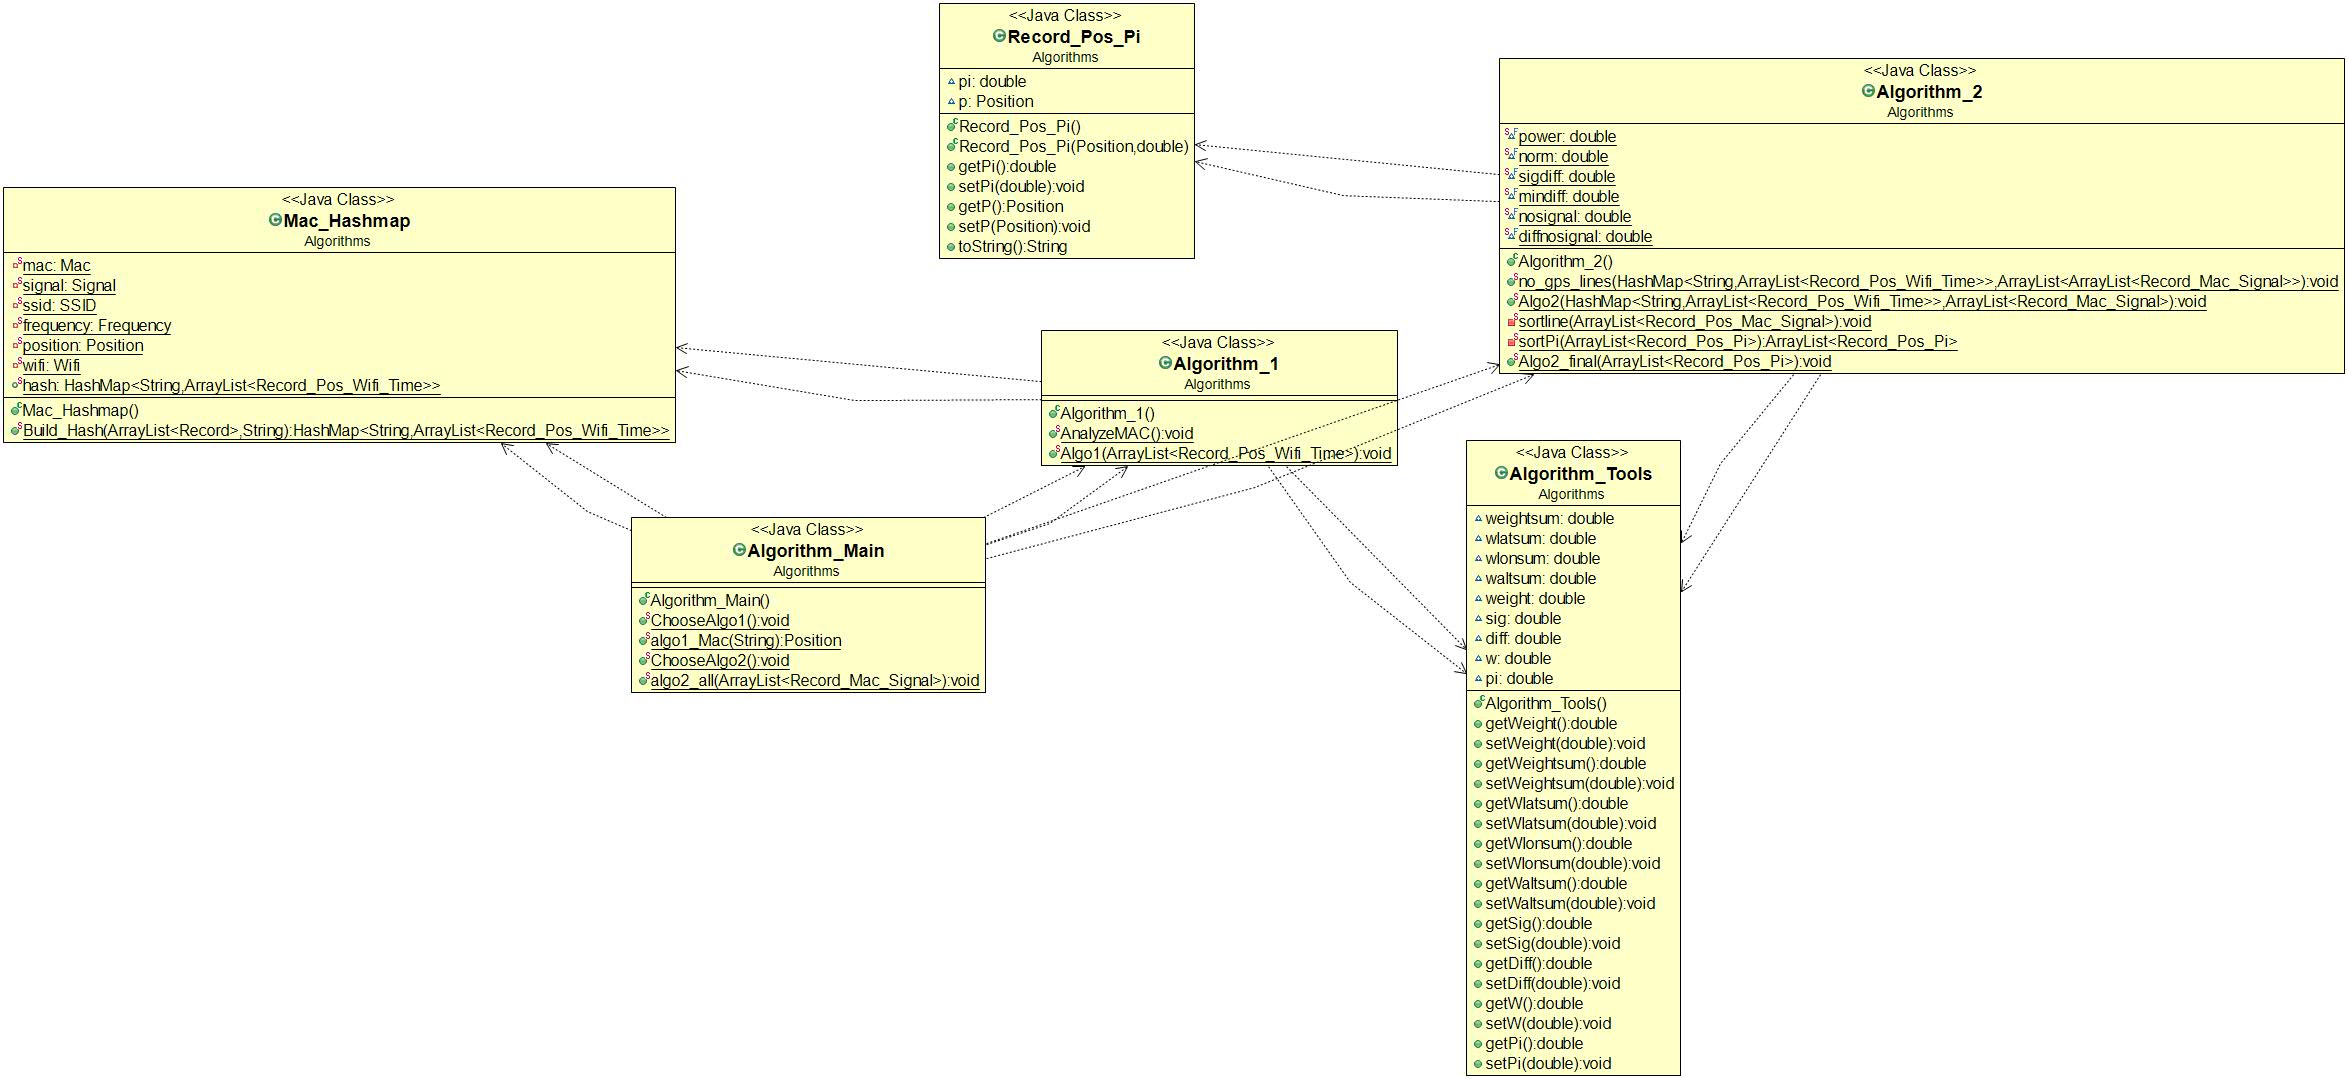 <<Java Class>>
Record_Pos_Pi
Algorithms
pi: double
p: Position
Record_Pos_Pi()
Record_Pos_Pi(Position,double)
getPi():double
setPi(double):void
getP():Position
setP(Position):void
toString():String
<<Java Class>>
Algorithm_2
Algorithms
power: double
norm: double
sigdiff: double
mindiff: double
nosignal: double
diffnosignal: double
Algorithm_2()
no_gps_lines(HashMap<String,ArrayList<Record_Pos_Wifi_Time>>,ArrayList<ArrayList<Record_Mac_Signal>>):void
Algo2(HashMap<String,ArrayList<Record_Pos_Wifi_Time>>,ArrayList<Record_Mac_Signal>):void
sortline(ArrayList<Record_Pos_Mac_Signal>):void
sortPi(ArrayList<Record_Pos_Pi>):ArrayList<Record_Pos_Pi>
Algo2_final(ArrayList<Record_Pos_Pi>):void
<<Java Class>>
Mac_Hashmap
Algorithms
mac: Mac
signal: Signal
ssid: SSID
frequency: Frequency
position: Position
wifi: Wifi
hash: HashMap<String,ArrayList<Record_Pos_Wifi_Time>>
Mac_Hashmap()
Build_Hash(ArrayList<Record>,String):HashMap<String,ArrayList<Record_Pos_Wifi_Time>>
<<Java Class>>
Algorithm_1
Algorithms
Algorithm_1()
AnalyzeMAC():void
Algo1(ArrayList<Record_Pos_Wifi_Time>):void
<<Java Class>>
Algorithm_Main
Algorithms
Algorithm_Main()
ChooseAlgo1():void
algo1_Mac(String):Position
ChooseAlgo2():void
algo2_all(ArrayList<Record_Mac_Signal>):void
<<Java Class>>
Algorithm_Tools
Algorithms
weightsum: double
wlatsum: double
wlonsum: double
waltsum: double
weight: double
sig: double
diff: double
w: double
pi: double
Algorithm_Tools()
getWeight():double
setWeight(double):void
getWeightsum():double
setWeightsum(double):void
getWlatsum():double
setWlatsum(double):void
getWlonsum():double
setWlonsum(double):void
getWaltsum():double
setWaltsum(double):void
getSig():double
setSig(double):void
getDiff():double
setDiff(double):void
getW():double
setW(double):void
getPi():double
setPi(double):void